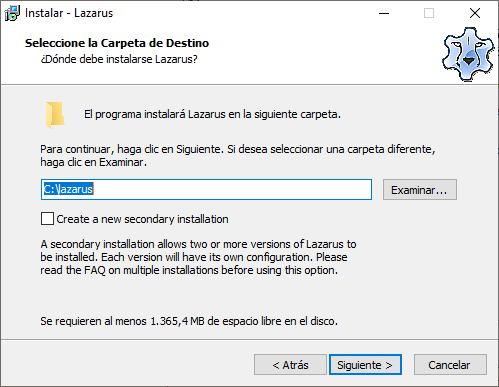 Instalar - Lazarus
Seleccione la Carpeta de Destino
¿Dónde debe instalarse Lazarus?
El programa instalará Lazarus en la siguiente carpeta.
Para continuar, haga clic en Siguiente. Si desea seleccionar una carpeta diferente,
haga clic en Examinar.
C:\lazarus
Examinar...
Create a new secondary installation
A secondary installation allows two or more versions of Lazarus to
be installed. Each version will have its own configuration. Please
read the FAQ on multiple installations before using this option.
Se requieren al menos 1.365,4 MB de espacio libre en el disco.
< Atrás
Siguiente >
Cancelar